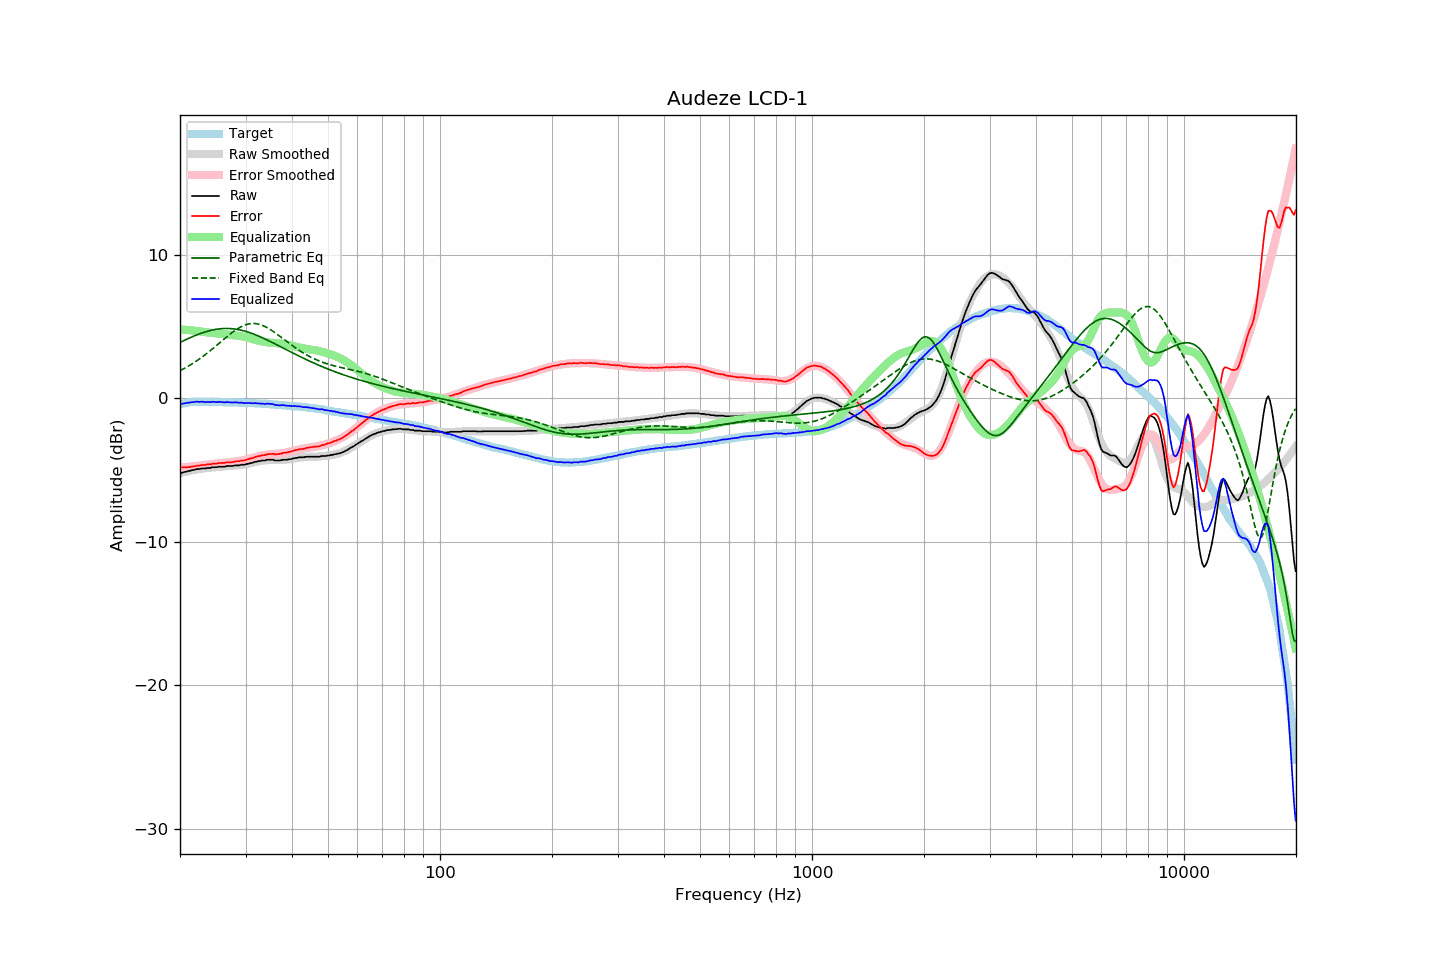 Audeze LCD-1
Target
Raw Smoothed
Error Smoothed
Raw
Error
Equalization
Parametric Eq
Fixed Band Eq
Equalized
10
0
−10
−20
−30
Amplitude (dBr)
100
1000
10000
Frequency (Hz)